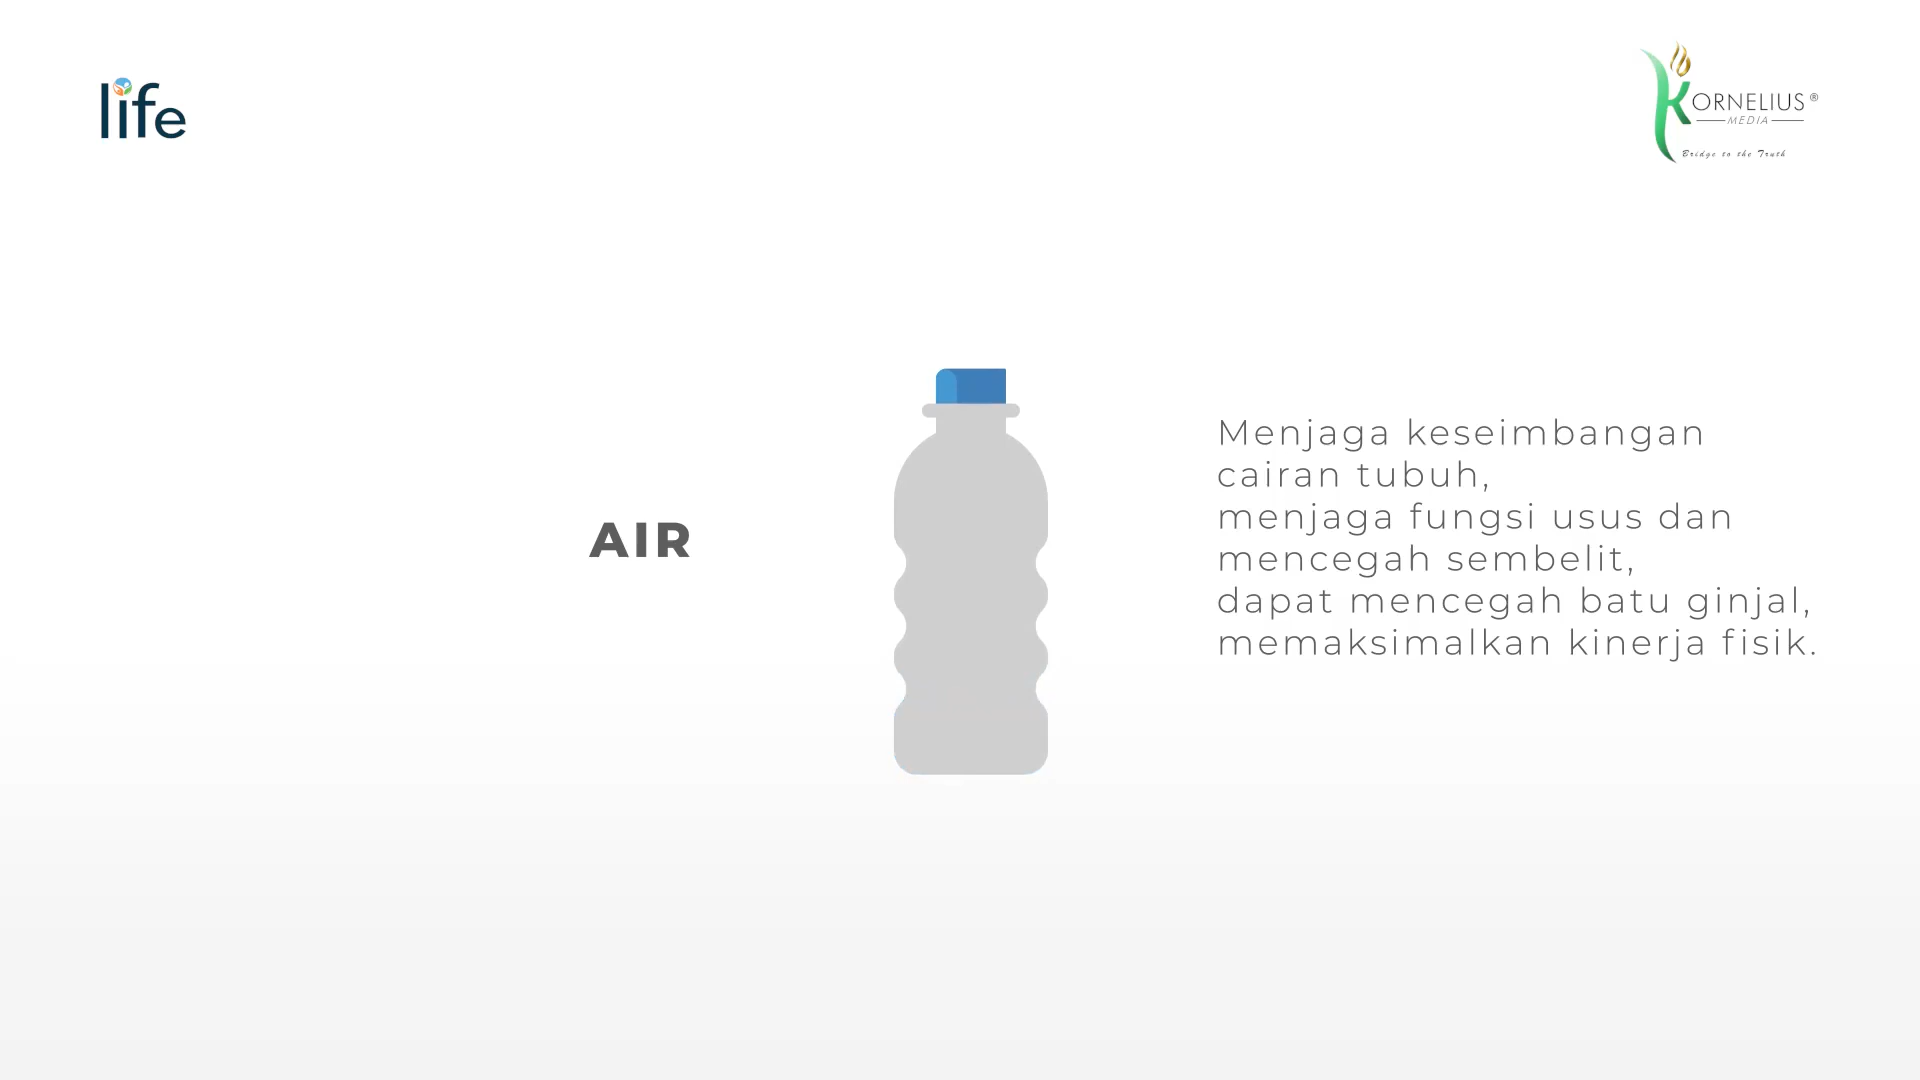 life
KORNELIUS®
MEDIA
Bridge to the Truth
AIR
Menjaga keseimbangan
cairan tubuh,
menjaga fungsi usus dan
mencegah sembelit,
dapat mencegah batu ginjal,
memaksimalkan kinerja fisik.